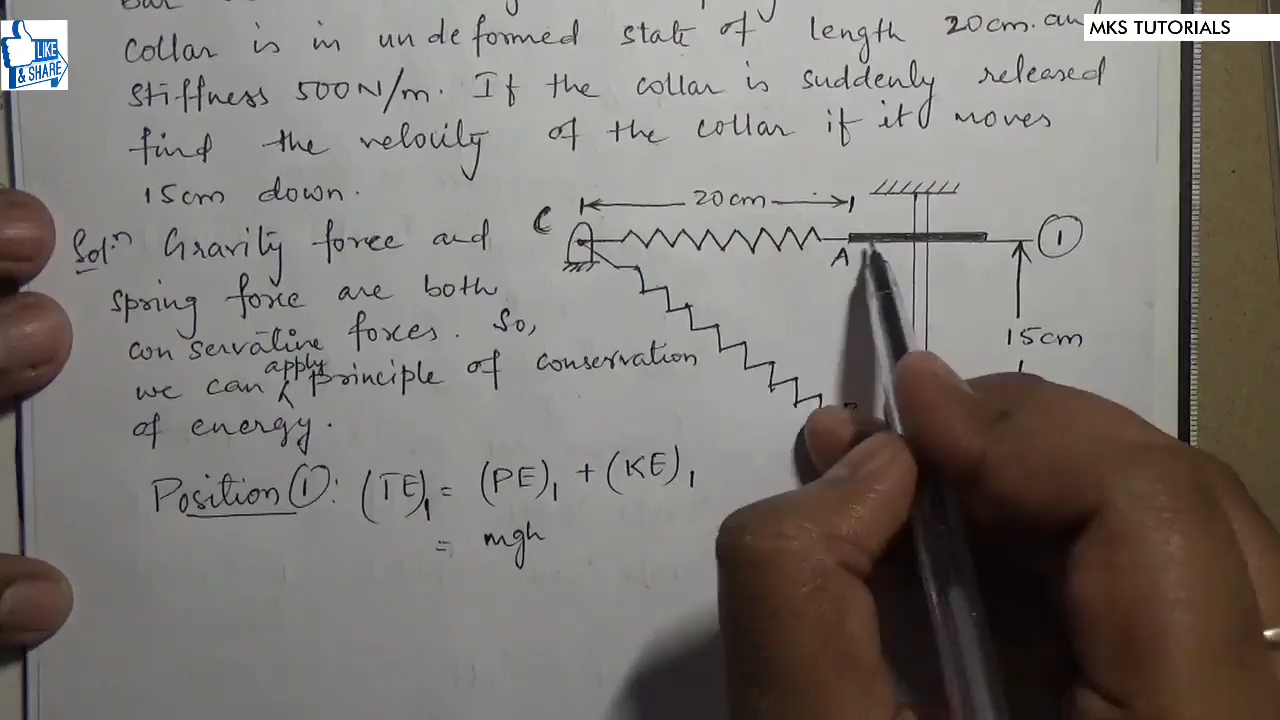 collar is in undeformed state of length 20cm. and
stiffness 500N/m. If the collar is suddenly released
find the velocity of the collar if it moves
15cm down.
Soln: Gravity force and
spring force are both
conservative forces. So,
we can apply principle of conservation
of energy.
Position ①: (TE)₁ = (PE)₁ + (KE)₁
= mgh
C
20cm
A
①
15cm
LIKE
& SHARE
MKS TUTORIALS